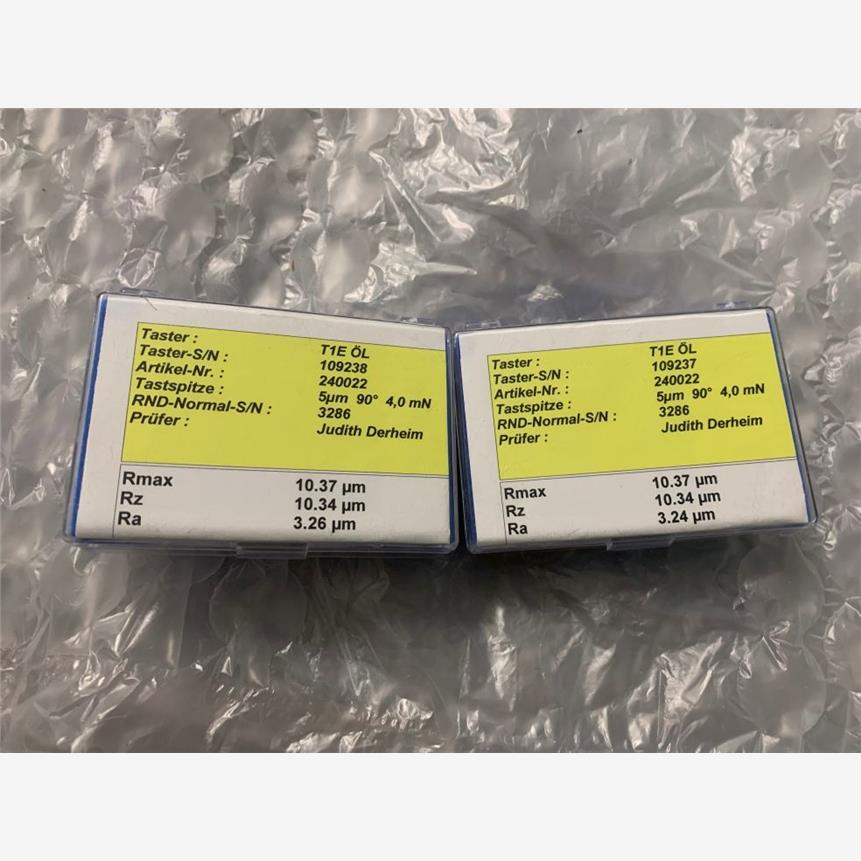 Taster : T1E ÖL
Taster-S/N : 109238
Artikel-Nr. : 240022
Tastspitze : 5µm 90° 4,0 mN
RND-Normal-S/N : 3286
Prüfer : Judith Derheim
Rmax 10.37 µm
Rz 10.34 µm
Ra 3.26 µm
Taster : T1E ÖL
Taster-S/N : 109237
Artikel-Nr. : 240022
Tastspitze : 5µm 90° 4,0 mN
RND-Normal-S/N : 3286
Prüfer : Judith Derheim
Rmax 10.37 µm
Rz 10.34 µm
Ra 3.24 µm